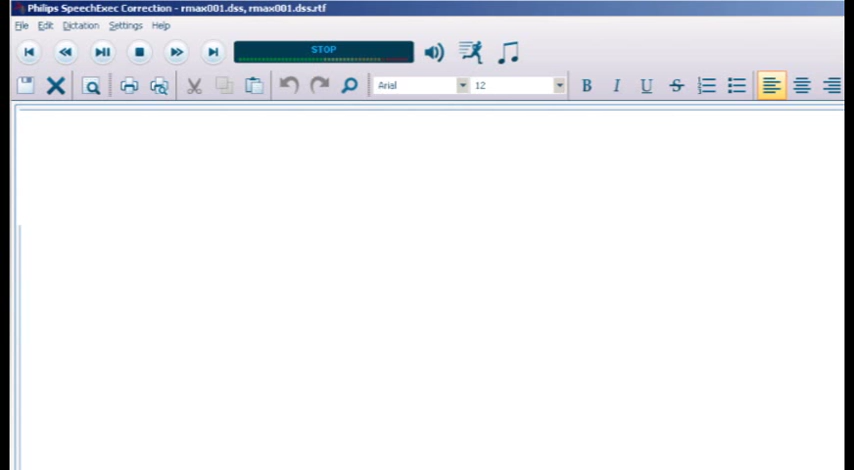 Philips SpeechExec Correction - rmax001.dss, rmax001.dss.rtf
File Edit Dictation Settings Help
STOP
Arial 12 B I U S